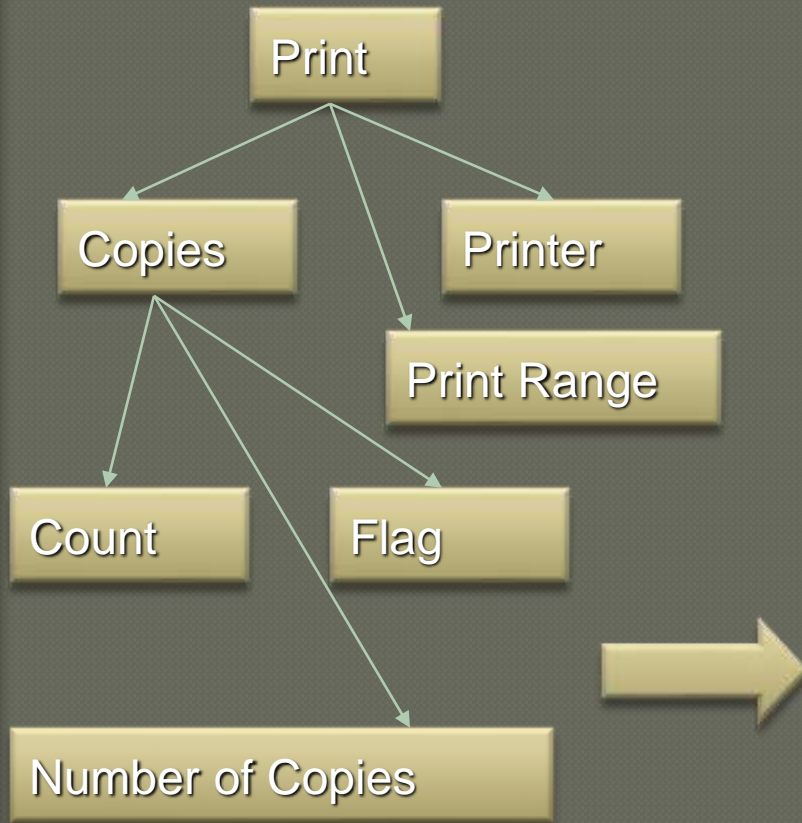 Print
Copies
Printer
Print Range
Count
Flag
Number of Copies